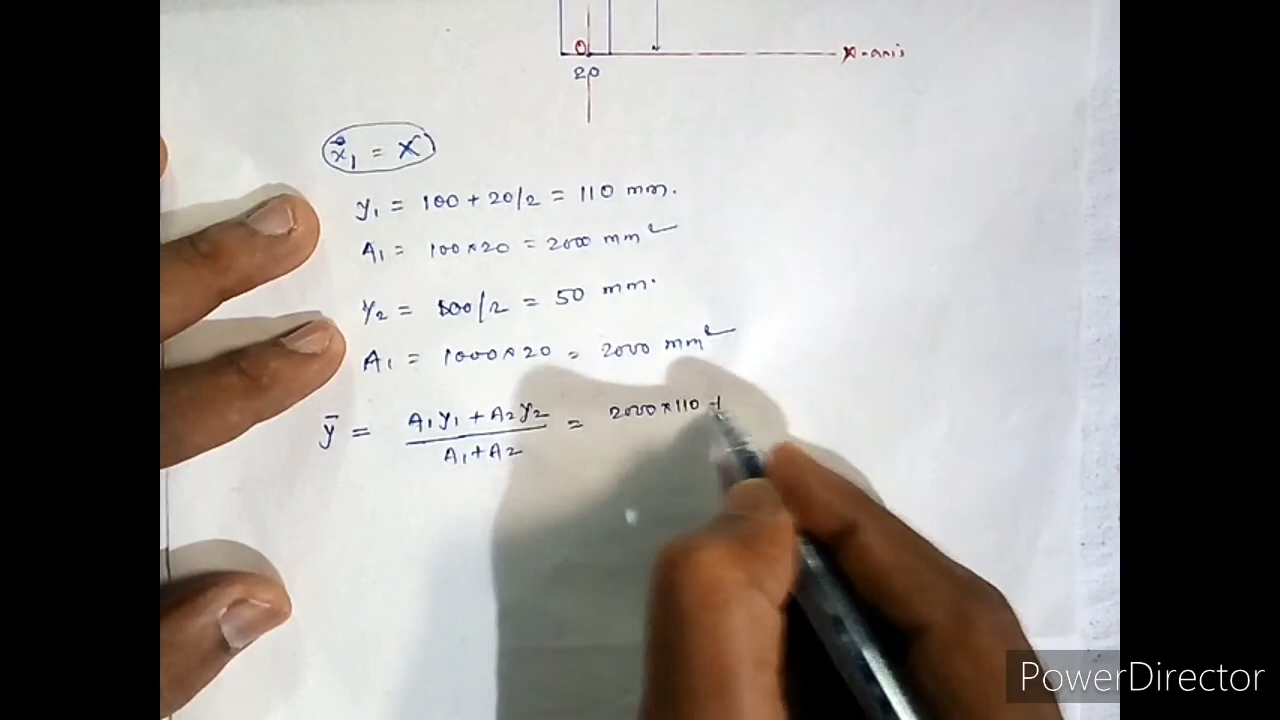 0
X-axis
20
x̄₁ = X
y₁ = 100 + 20/2 = 110 mm.
A₁ = 100×20 = 2000 mm²
y₂ = 100/2 = 50 mm.
A₁ = 1000×20 = 2000 mm²
ȳ = A₁y₁ + A₂y₂ / A₁+A₂ = 2000×110 +
PowerDirector